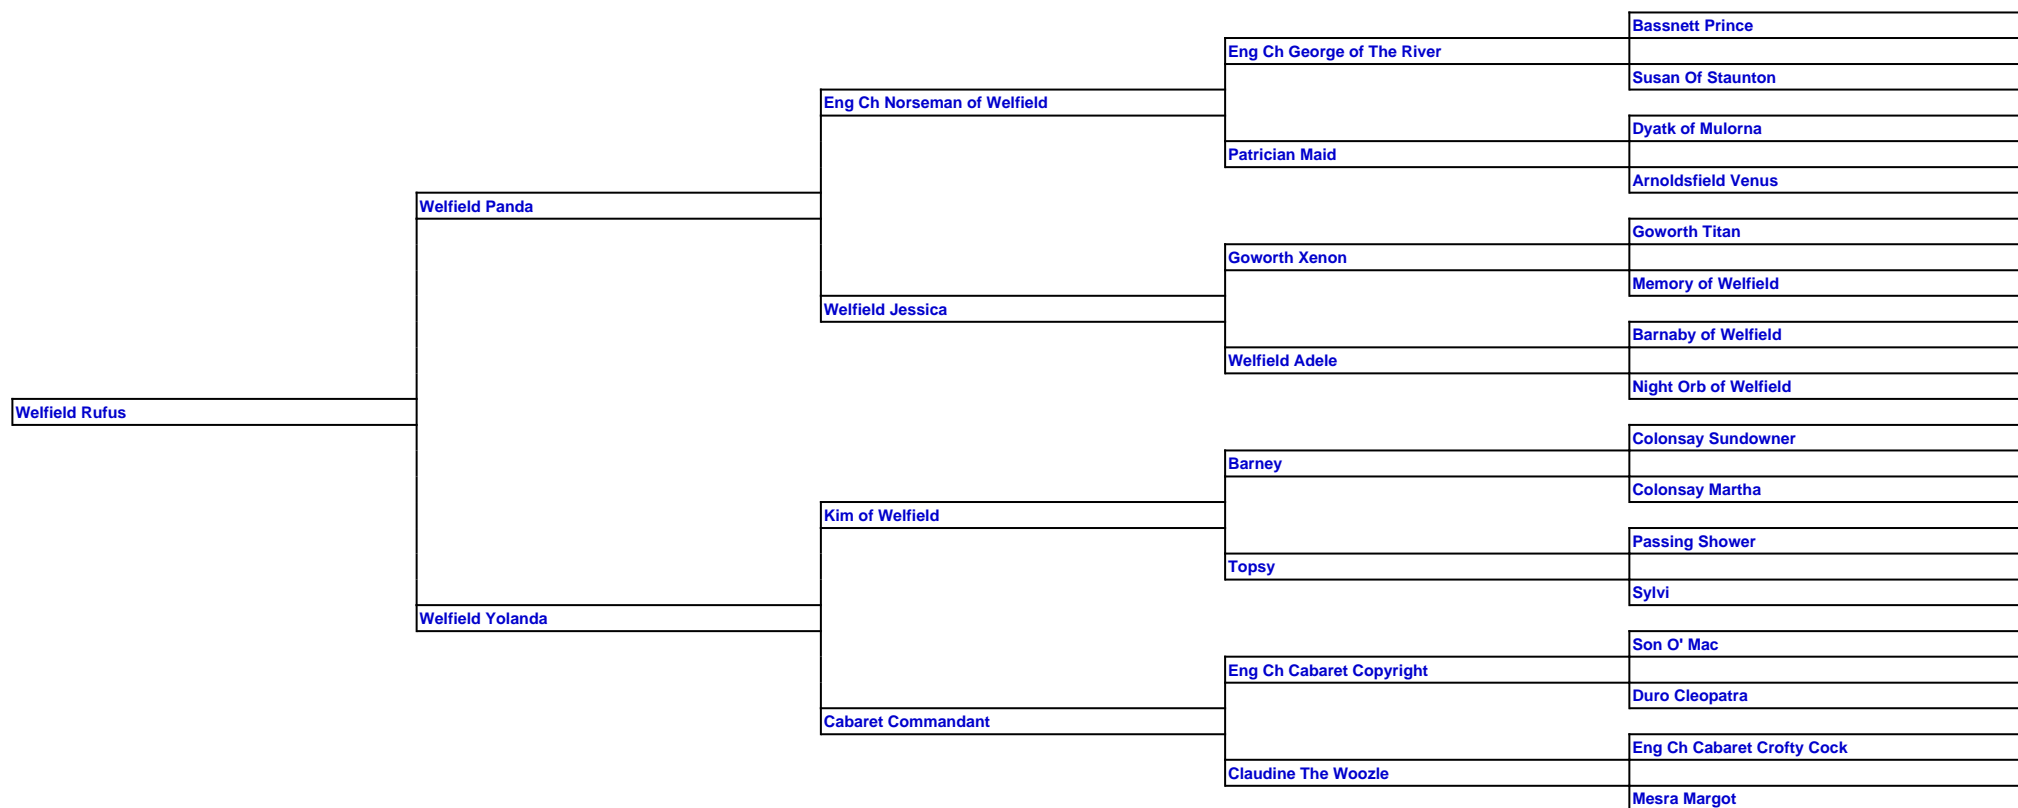 Bassnett Prince
Eng Ch George of The River
Susan Of Staunton
Eng Ch Norseman of Welfield
Dyatk of Mulorna
Patrician Maid
Arnoldsfield Venus
Welfield Panda
Goworth Titan
Goworth Xenon
Memory of Welfield
Welfield Jessica
Barnaby of Welfield
Welfield Adele
Night Orb of Welfield
Welfield Rufus
Colonsay Sundowner
Barney
Colonsay Martha
Kim of Welfield
Passing Shower
Topsy
Sylvi
Welfield Yolanda
Son O' Mac
Eng Ch Cabaret Copyright
Duro Cleopatra
Cabaret Commandant
Eng Ch Cabaret Crofty Cock
Claudine The Woozle
Mesra Margot